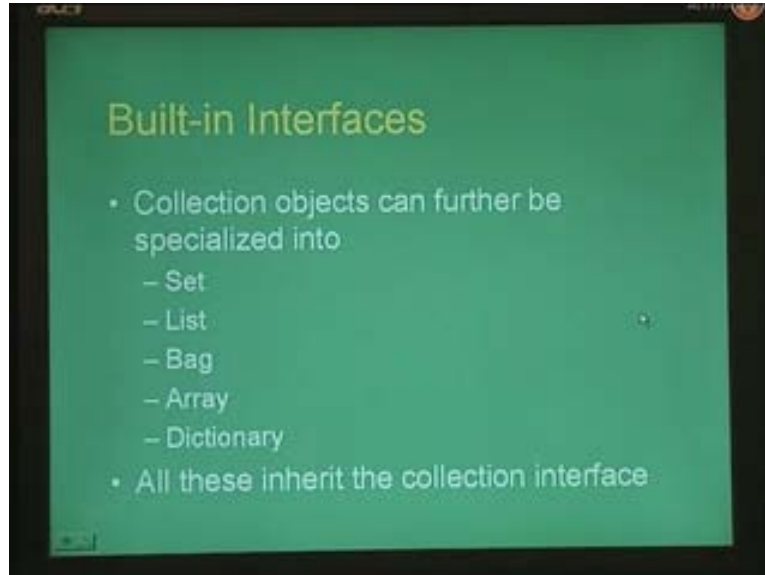 acer
Built-in Interfaces
• Collection objects can further be
specialized into
– Set
– List
– Bag
– Array
– Dictionary
• All these inherit the collection interface